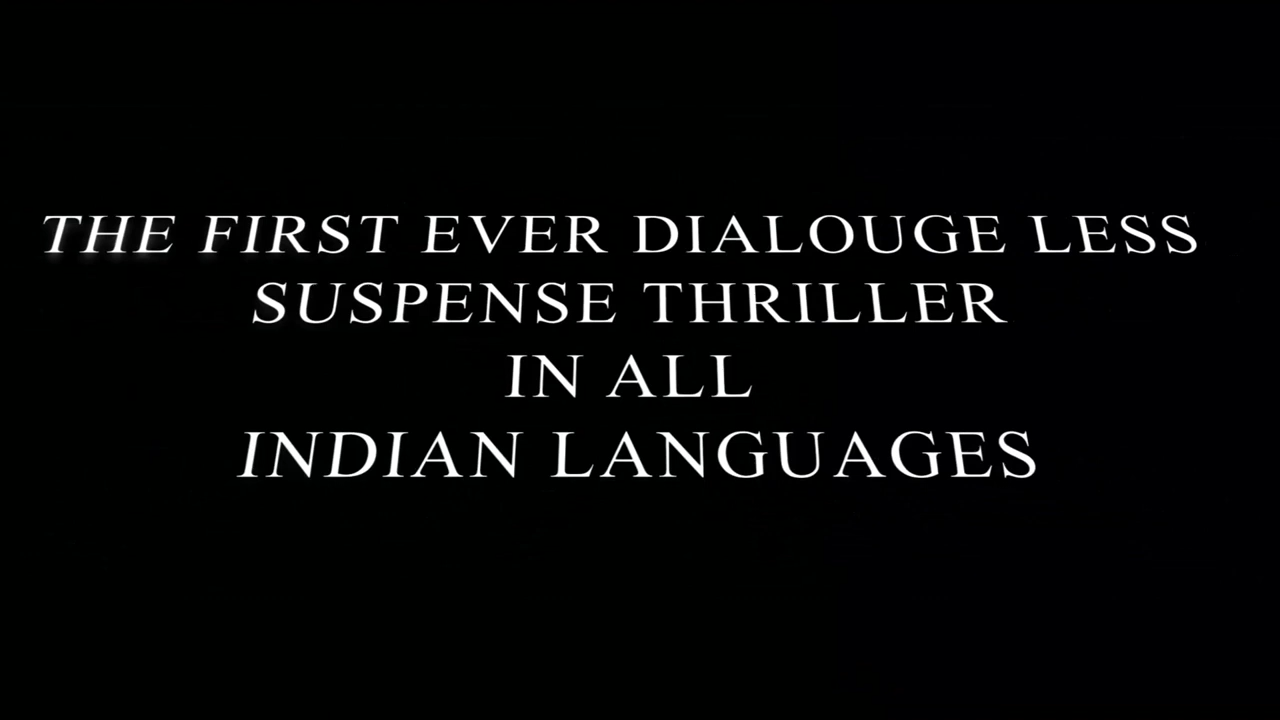 THE FIRST EVER DIALOUGE LESS
SUSPENSE THRILLER
IN ALL
INDIAN LANGUAGES